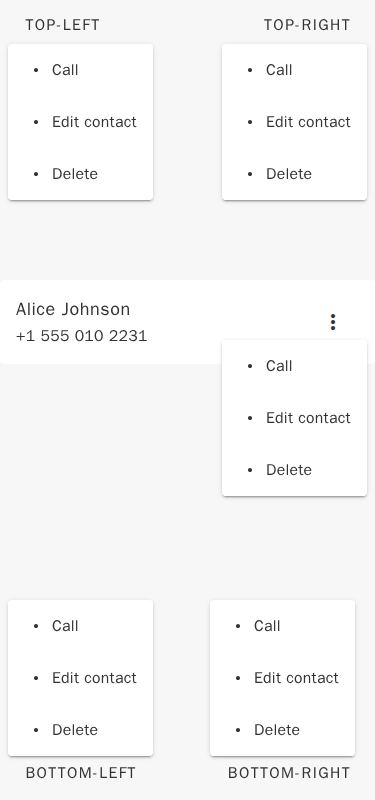 TOP-LEFT
• Call
• Edit contact
• Delete
TOP-RIGHT
• Call
• Edit contact
• Delete
Alice Johnson
+1 555 010 2231
• Call
• Edit contact
• Delete
• Call
• Edit contact
• Delete
BOTTOM-LEFT
• Call
• Edit contact
• Delete
BOTTOM-RIGHT